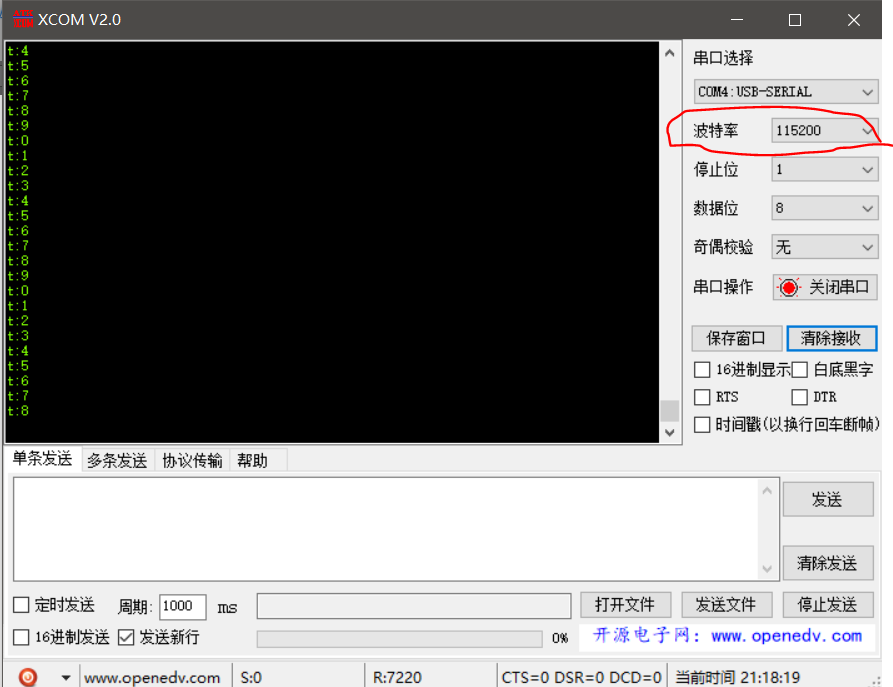 XCOM V2.0
t:4
t:5
t:6
t:7
t:8
t:9
t:0
t:1
t:2
t:3
t:4
t:5
t:6
t:7
t:8
t:9
t:0
t:1
t:2
t:3
t:4
t:5
t:6
t:7
t:8
串口选择
COM4:USB-SERIAL
波特率 115200
停止位 1
数据位 8
奇偶校验 无
串口操作 关闭串口
保存窗口 清除接收
16进制显示 白底黑字
RTS DTR
时间戳(以换行回车断帧)
单条发送 多条发送 协议传输 帮助
发送
清除发送
定时发送 周期: 1000 ms 打开文件 发送文件 停止发送
16进制发送 发送新行 0% 开源电子网: www.openedv.com
www.openedv.com S:0 R:7220 CTS=0 DSR=0 DCD=0 当前时间 21:18:19